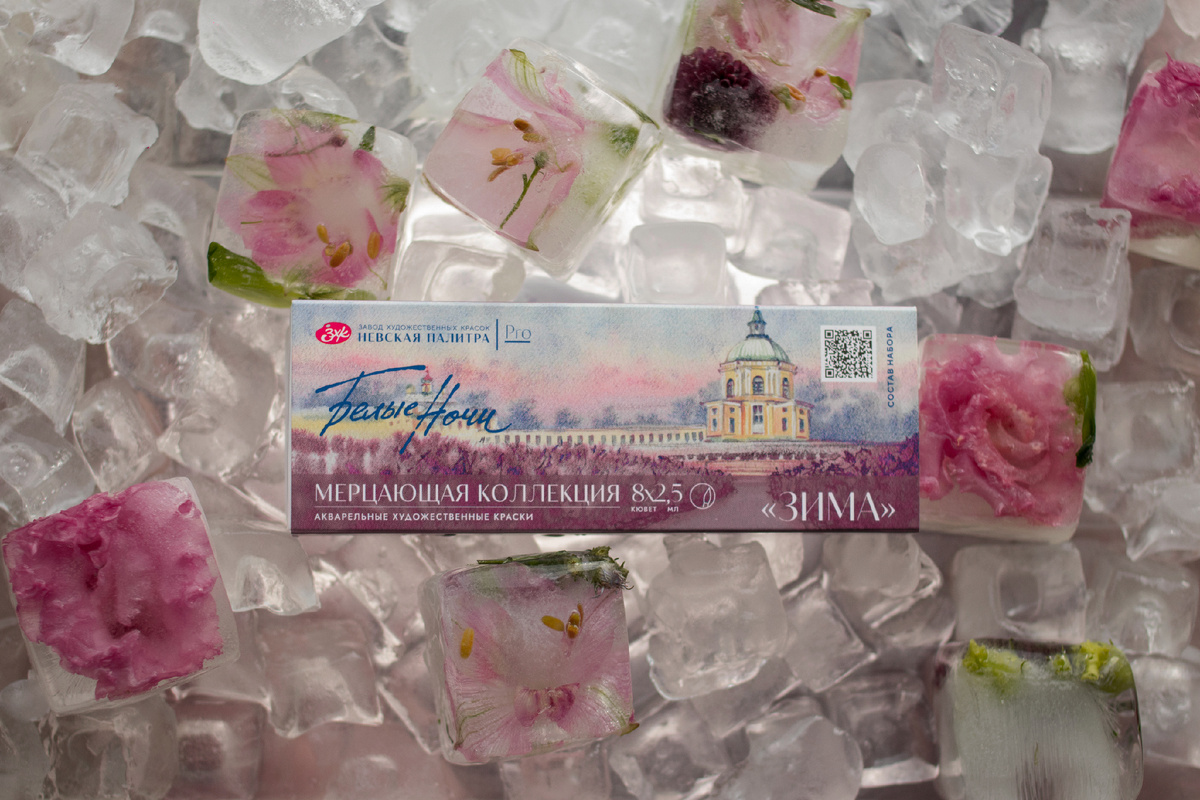 ЗХК
ЗАВОД ХУДОЖЕСТВЕННЫХ КРАСОК
НЕВСКАЯ ПАЛИТРА
Pro
СОСТАВ НАБОРА
Белые Ночи
МЕРЦАЮЩАЯ КОЛЛЕКЦИЯ 8x2,5
КЮВЕТ МЛ
АКВАРЕЛЬНЫЕ ХУДОЖЕСТВЕННЫЕ КРАСКИ
«ЗИМА»